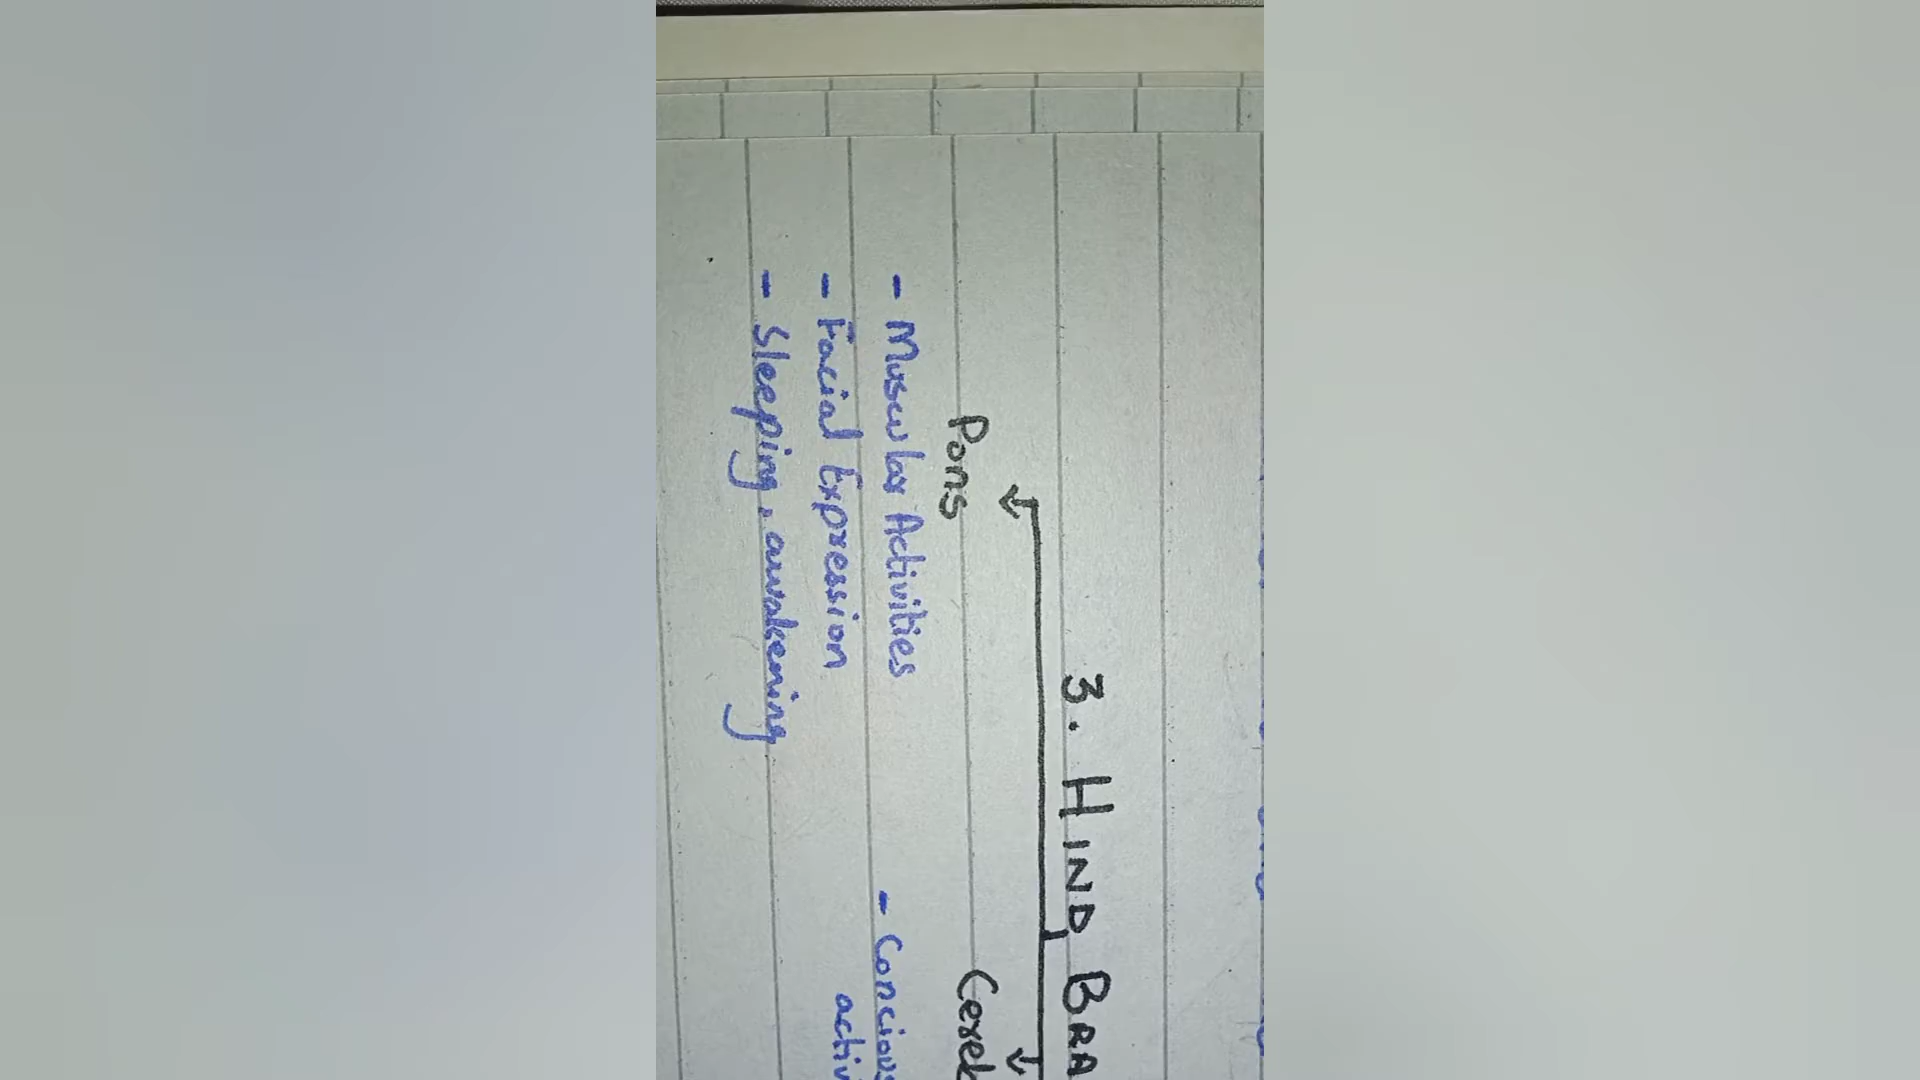 3. HIND BRA
Pons
Cereb
- Muscular Activities
- Facial Expression
- Sleeping, awakening
- Concious
activ